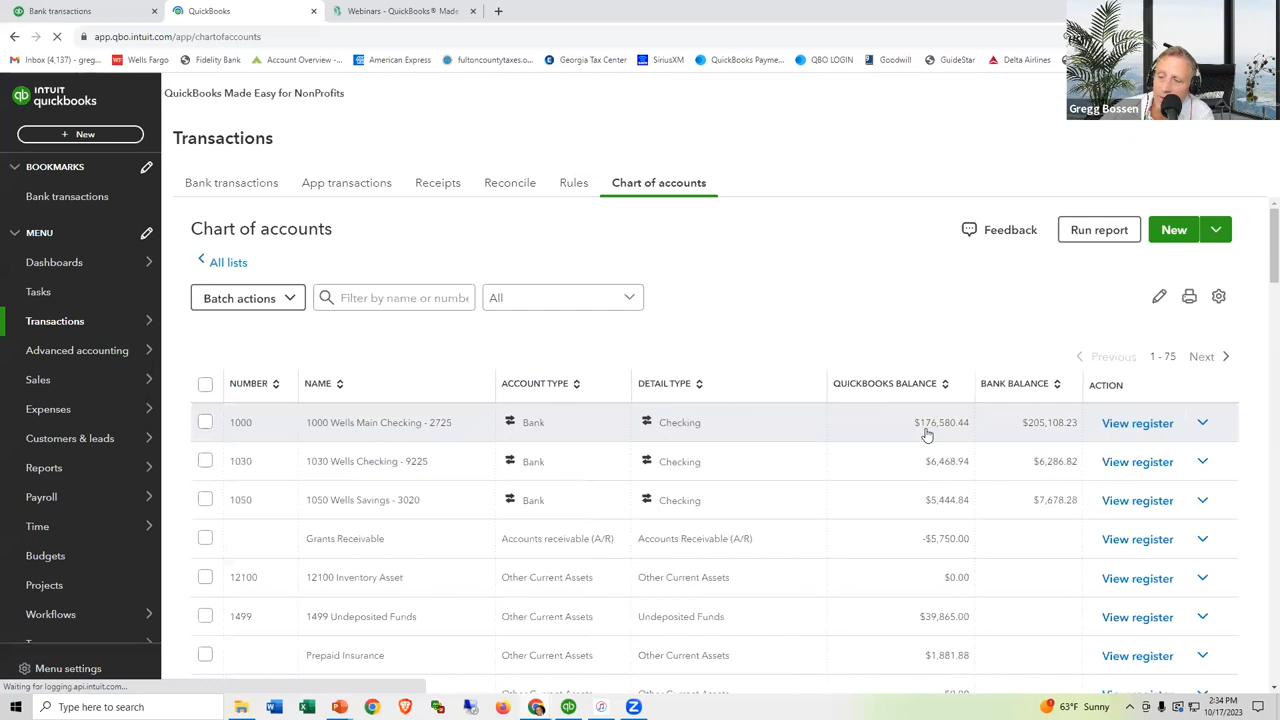 Bank transactions
QuickBooks
Webinars - QuickBooks® Made
app.qbo.intuit.com/app/chartofaccounts
Inbox (4,137) - greg...
Wells Fargo
Fidelity Bank
Account Overview -...
American Express
fultoncountytaxes.o...
Georgia Tax Center
SiriusXM
QuickBooks Payme...
QBO LOGIN
Goodwill
GuideStar
Delta Airlines
Gregg Bossen
INTUIT
quickbooks
QuickBooks Made Easy for NonProfits
+ New
Transactions
BOOKMARKS
Bank transactions
MENU
Dashboards
Tasks
Transactions
Advanced accounting
Sales
Expenses
Customers & leads
Reports
Payroll
Time
Budgets
Projects
Workflows
Menu settings
Bank transactions
App transactions
Receipts
Reconcile
Rules
Chart of accounts
Chart of accounts
Feedback
Run report
New
All lists
Batch actions
Filter by name or numbe
All
Previous 1 - 75 Next
NUMBER NAME ACCOUNT TYPE DETAIL TYPE QUICKBOOKS BALANCE BANK BALANCE ACTION
1000 1000 Wells Main Checking - 2725 Bank Checking $176,580.44 $205,108.23 View register
1030 1030 Wells Checking - 9225 Bank Checking $6,468.94 $6,286.82 View register
1050 1050 Wells Savings - 3020 Bank Checking $5,444.84 $7,678.28 View register
Grants Receivable Accounts receivable (A/R) Accounts Receivable (A/R) -$5,750.00 View register
12100 12100 Inventory Asset Other Current Assets Other Current Assets $0.00 View register
1499 1499 Undeposited Funds Other Current Assets Undeposited Funds $39,865.00 View register
Prepaid Insurance Other Current Assets Other Current Assets $1,881.88 View register
Waiting for logging.api.intuit.com...
Type here to search
63°F Sunny
2:34 PM
10/17/2023